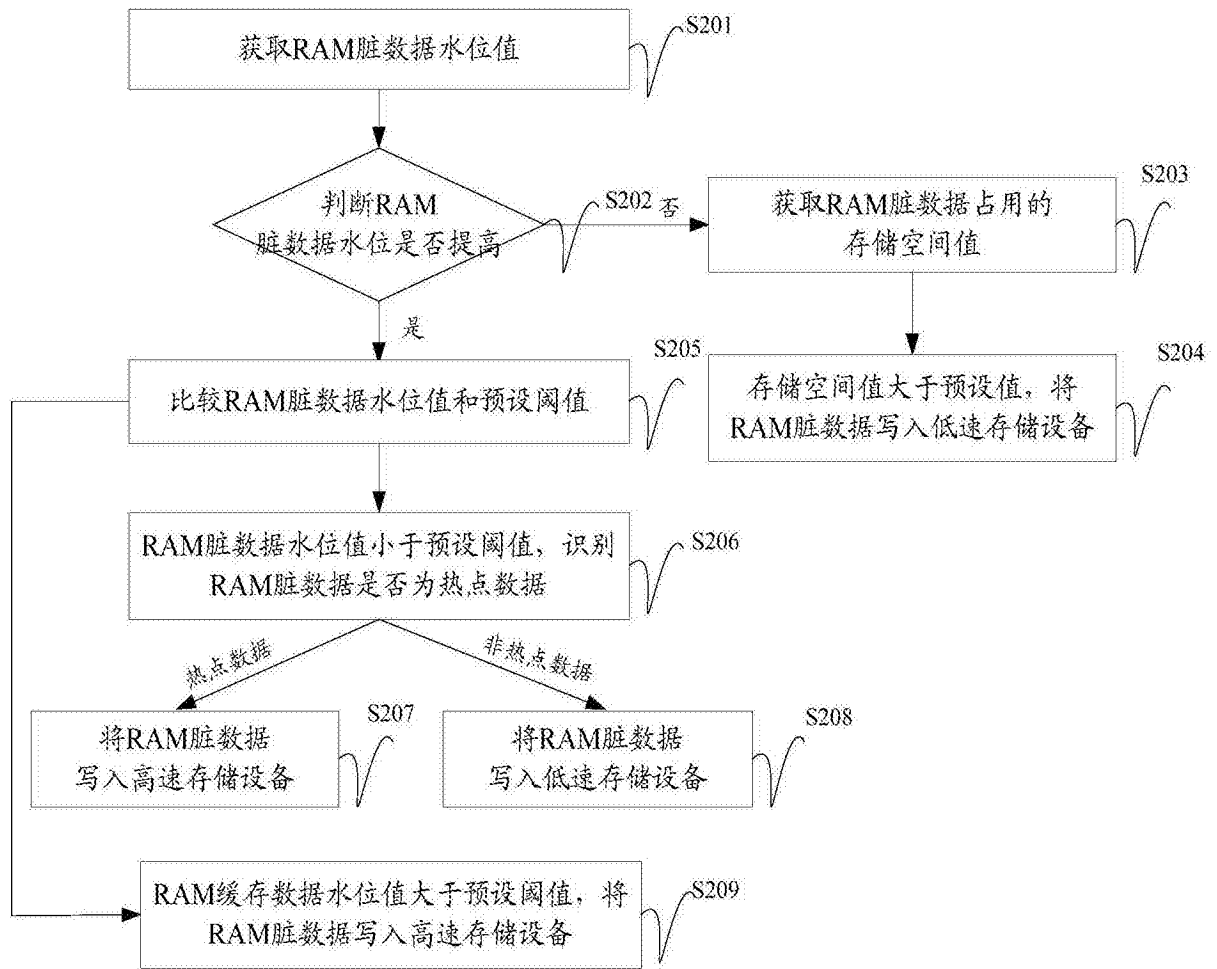 获取RAM脏数据水位值
S201
判断RAM
脏数据水位是否提高
S202
否
获取RAM脏数据占用的
存储空间值
S203
是
比较RAM脏数据水位值和预设阈值
S205
存储空间值大于预设值，将
RAM脏数据写入低速存储设备
S204
RAM脏数据水位值小于预设阈值，识别
RAM脏数据是否为热点数据
S206
热点数据
非热点数据
将RAM脏数据
写入高速存储设备
S207
将RAM脏数据
写入低速存储设备
S208
RAM缓存数据水位值大于预设阈值，将
RAM脏数据写入高速存储设备
S209